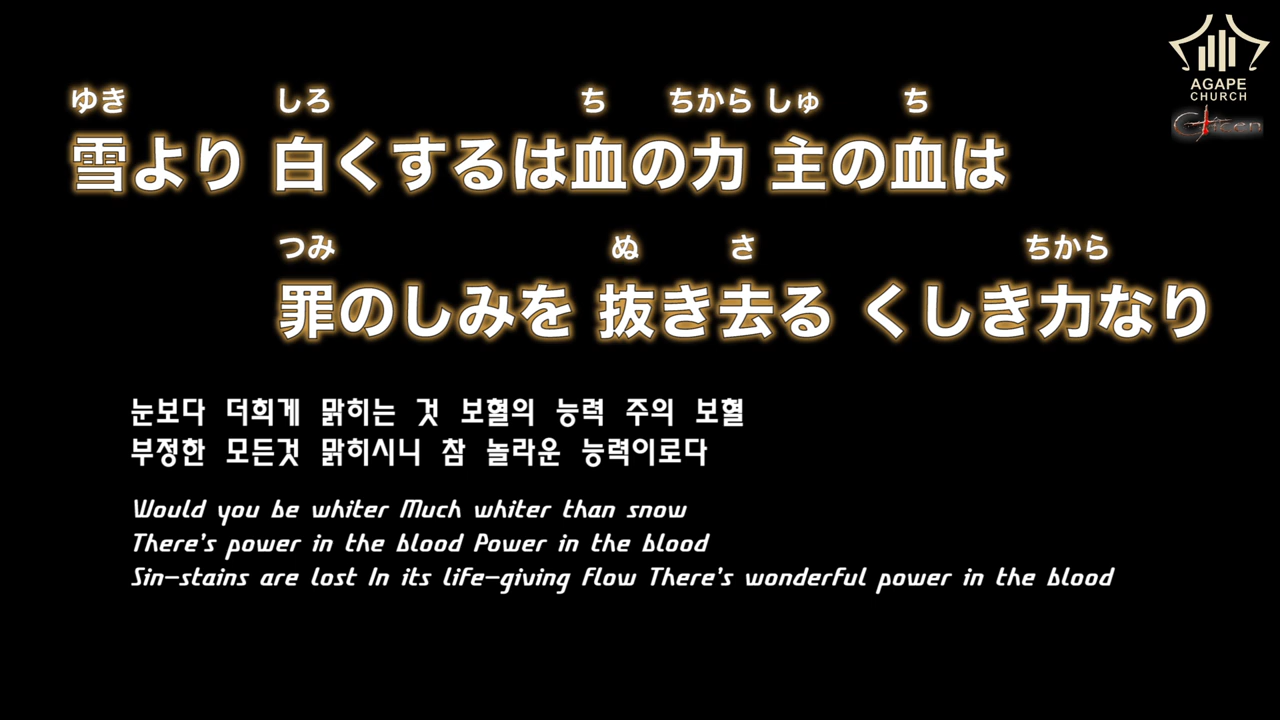 AGAPE
CHURCH
ゆき しろ ち ちから しゅ ち
雪より 白くするは血の力 主の血は
つみ ぬ さ ちから
罪のしみを 抜き去る くしき力なり
눈보다 더희게 맑히는 것 보혈의 능력 주의 보혈
부정한 모든것 맑히시니 참 놀라운 능력이로다
Would you be whiter Much whiter than snow
There's power in the blood Power in the blood
Sin-stains are lost In its life-giving flow There's wonderful power in the blood